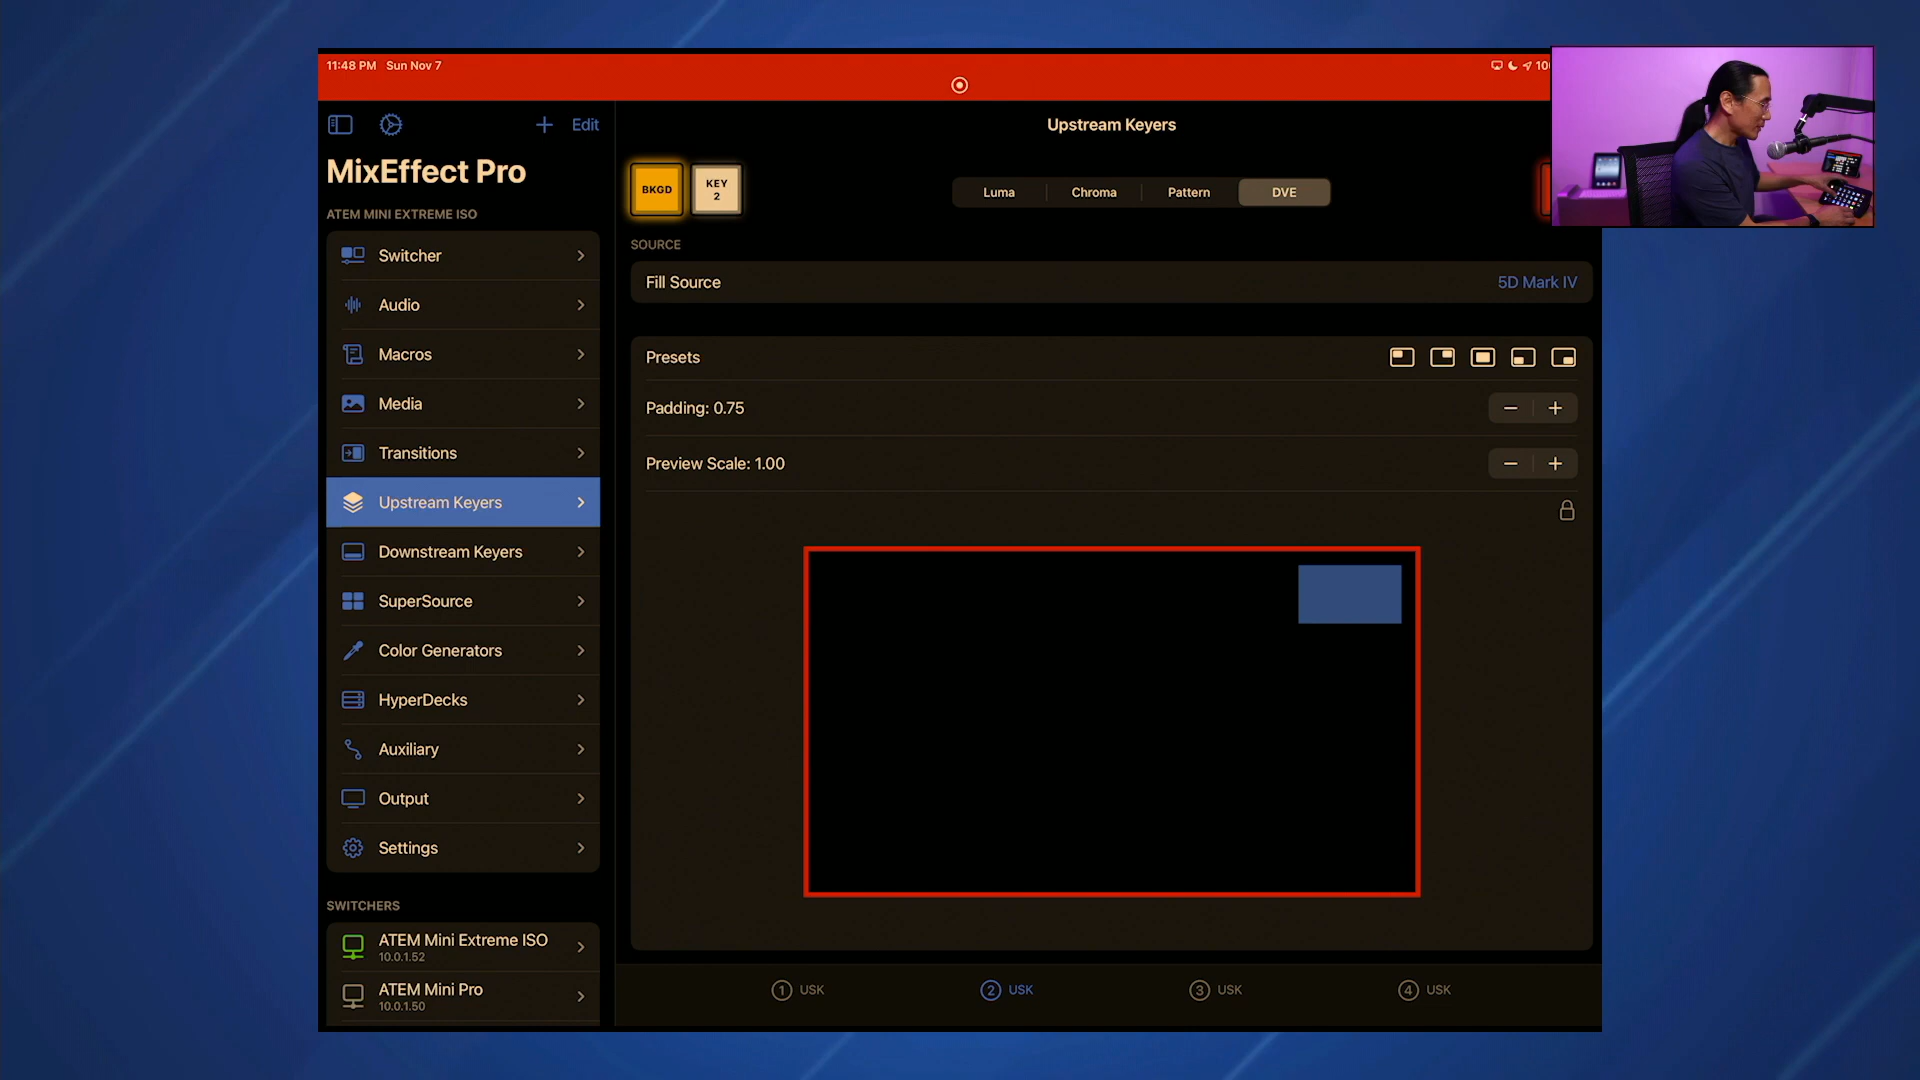 11:48 PM Sun Nov 7
10
Edit
Upstream Keyers
MixEffect Pro
BKGD
KEY
2
Luma
Chroma
Pattern
DVE
ATEM MINI EXTREME ISO
Switcher
Audio
Macros
Media
Transitions
Upstream Keyers
Downstream Keyers
SuperSource
Color Generators
HyperDecks
Auxiliary
Output
Settings
SWITCHERS
ATEM Mini Extreme ISO
10.0.1.52
ATEM Mini Pro
10.0.1.50
SOURCE
Fill Source
5D Mark IV
Presets
Padding: 0.75
Preview Scale: 1.00
1 USK
2 USK
3 USK
4 USK